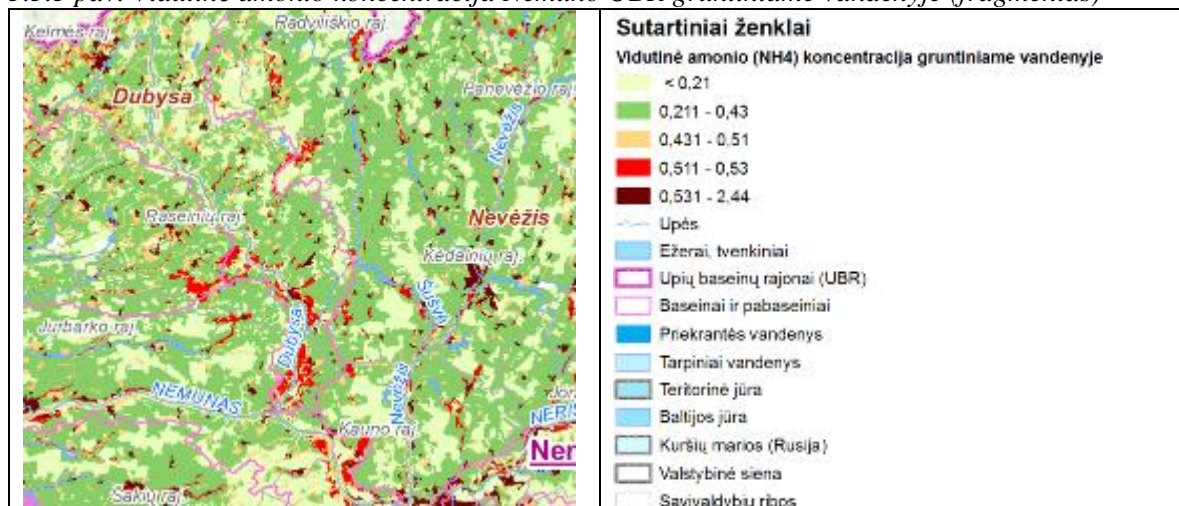 Kelmės raj.
Radviliškio raj.
Dubysa
Panevėžio raj.
Nevėžis
Raseinių raj.
Nevėžis
Kėdainių raj.
Šušvė
Jurbarko raj.
Dubysa
NEMUNAS
Nevėžis
Kauno raj.
NERIS
Šakių raj.
Sutartiniai ženklai
Vidutinė amonio (NH4) koncentracija gruntiniame vandenyje
< 0,21
0,211 - 0,43
0,431 - 0,51
0,511 - 0,53
0,531 - 2,44
Upės
Ežerai, tvenkiniai
Upių baseinų rajonai (UBR)
Baseinai ir pabaseiniai
Priekrantės vandenys
Tarpiniai vandenys
Teritorinė jūra
Baltijos jūra
Kuršių marios (Rusija)
Valstybinė siena
Savivaldybių ribos